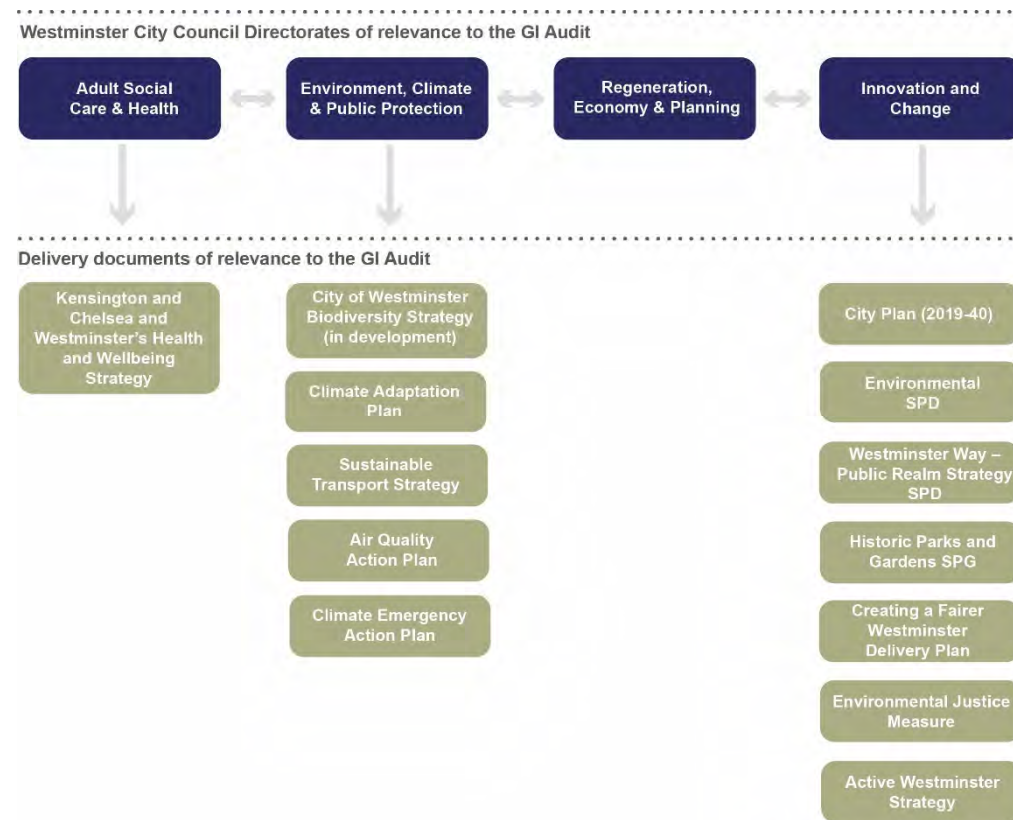 Westminster City Council Directorates of relevance to the GI Audit
Adult Social
Care & Health
Environment, Climate
& Public Protection
Regeneration,
Economy & Planning
Innovation and
Change
Delivery documents of relevance to the GI Audit
Kensington and
Chelsea and
Westminster's Health
and Wellbeing
Strategy
City of Westminster
Biodiversity Strategy
(in development)
Climate Adaptation
Plan
Sustainable
Transport Strategy
Air Quality
Action Plan
Climate Emergency
Action Plan
City Plan (2019-40)
Environmental
SPD
Westminster Way –
Public Realm Strategy
SPD
Historic Parks and
Gardens SPG
Creating a Fairer
Westminster
Delivery Plan
Environmental Justice
Measure
Active Westminster
Strategy